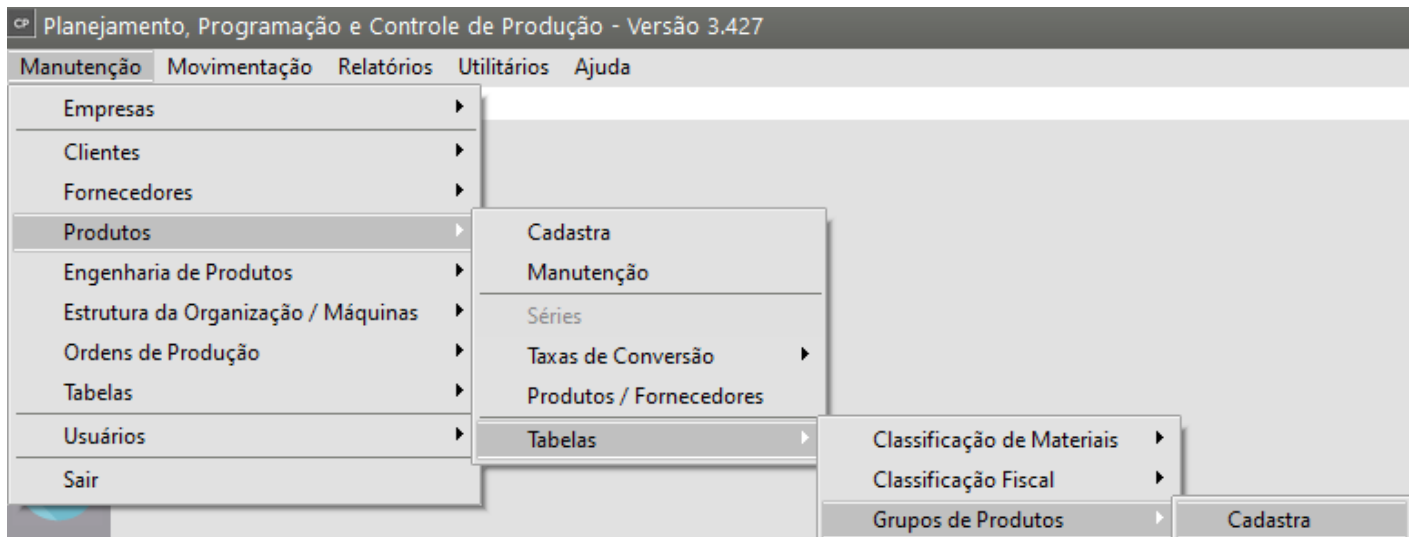 CP Planejamento, Programação e Controle de Produção - Versão 3.427
Manutenção Movimentação Relatórios Utilitários Ajuda
Empresas
Clientes
Fornecedores
Produtos
Engenharia de Produtos
Estrutura da Organização / Máquinas
Ordens de Produção
Tabelas
Usuários
Sair
Cadastra
Manutenção
Séries
Taxas de Conversão
Produtos / Fornecedores
Tabelas
Classificação de Materiais
Classificação Fiscal
Grupos de Produtos
Cadastra